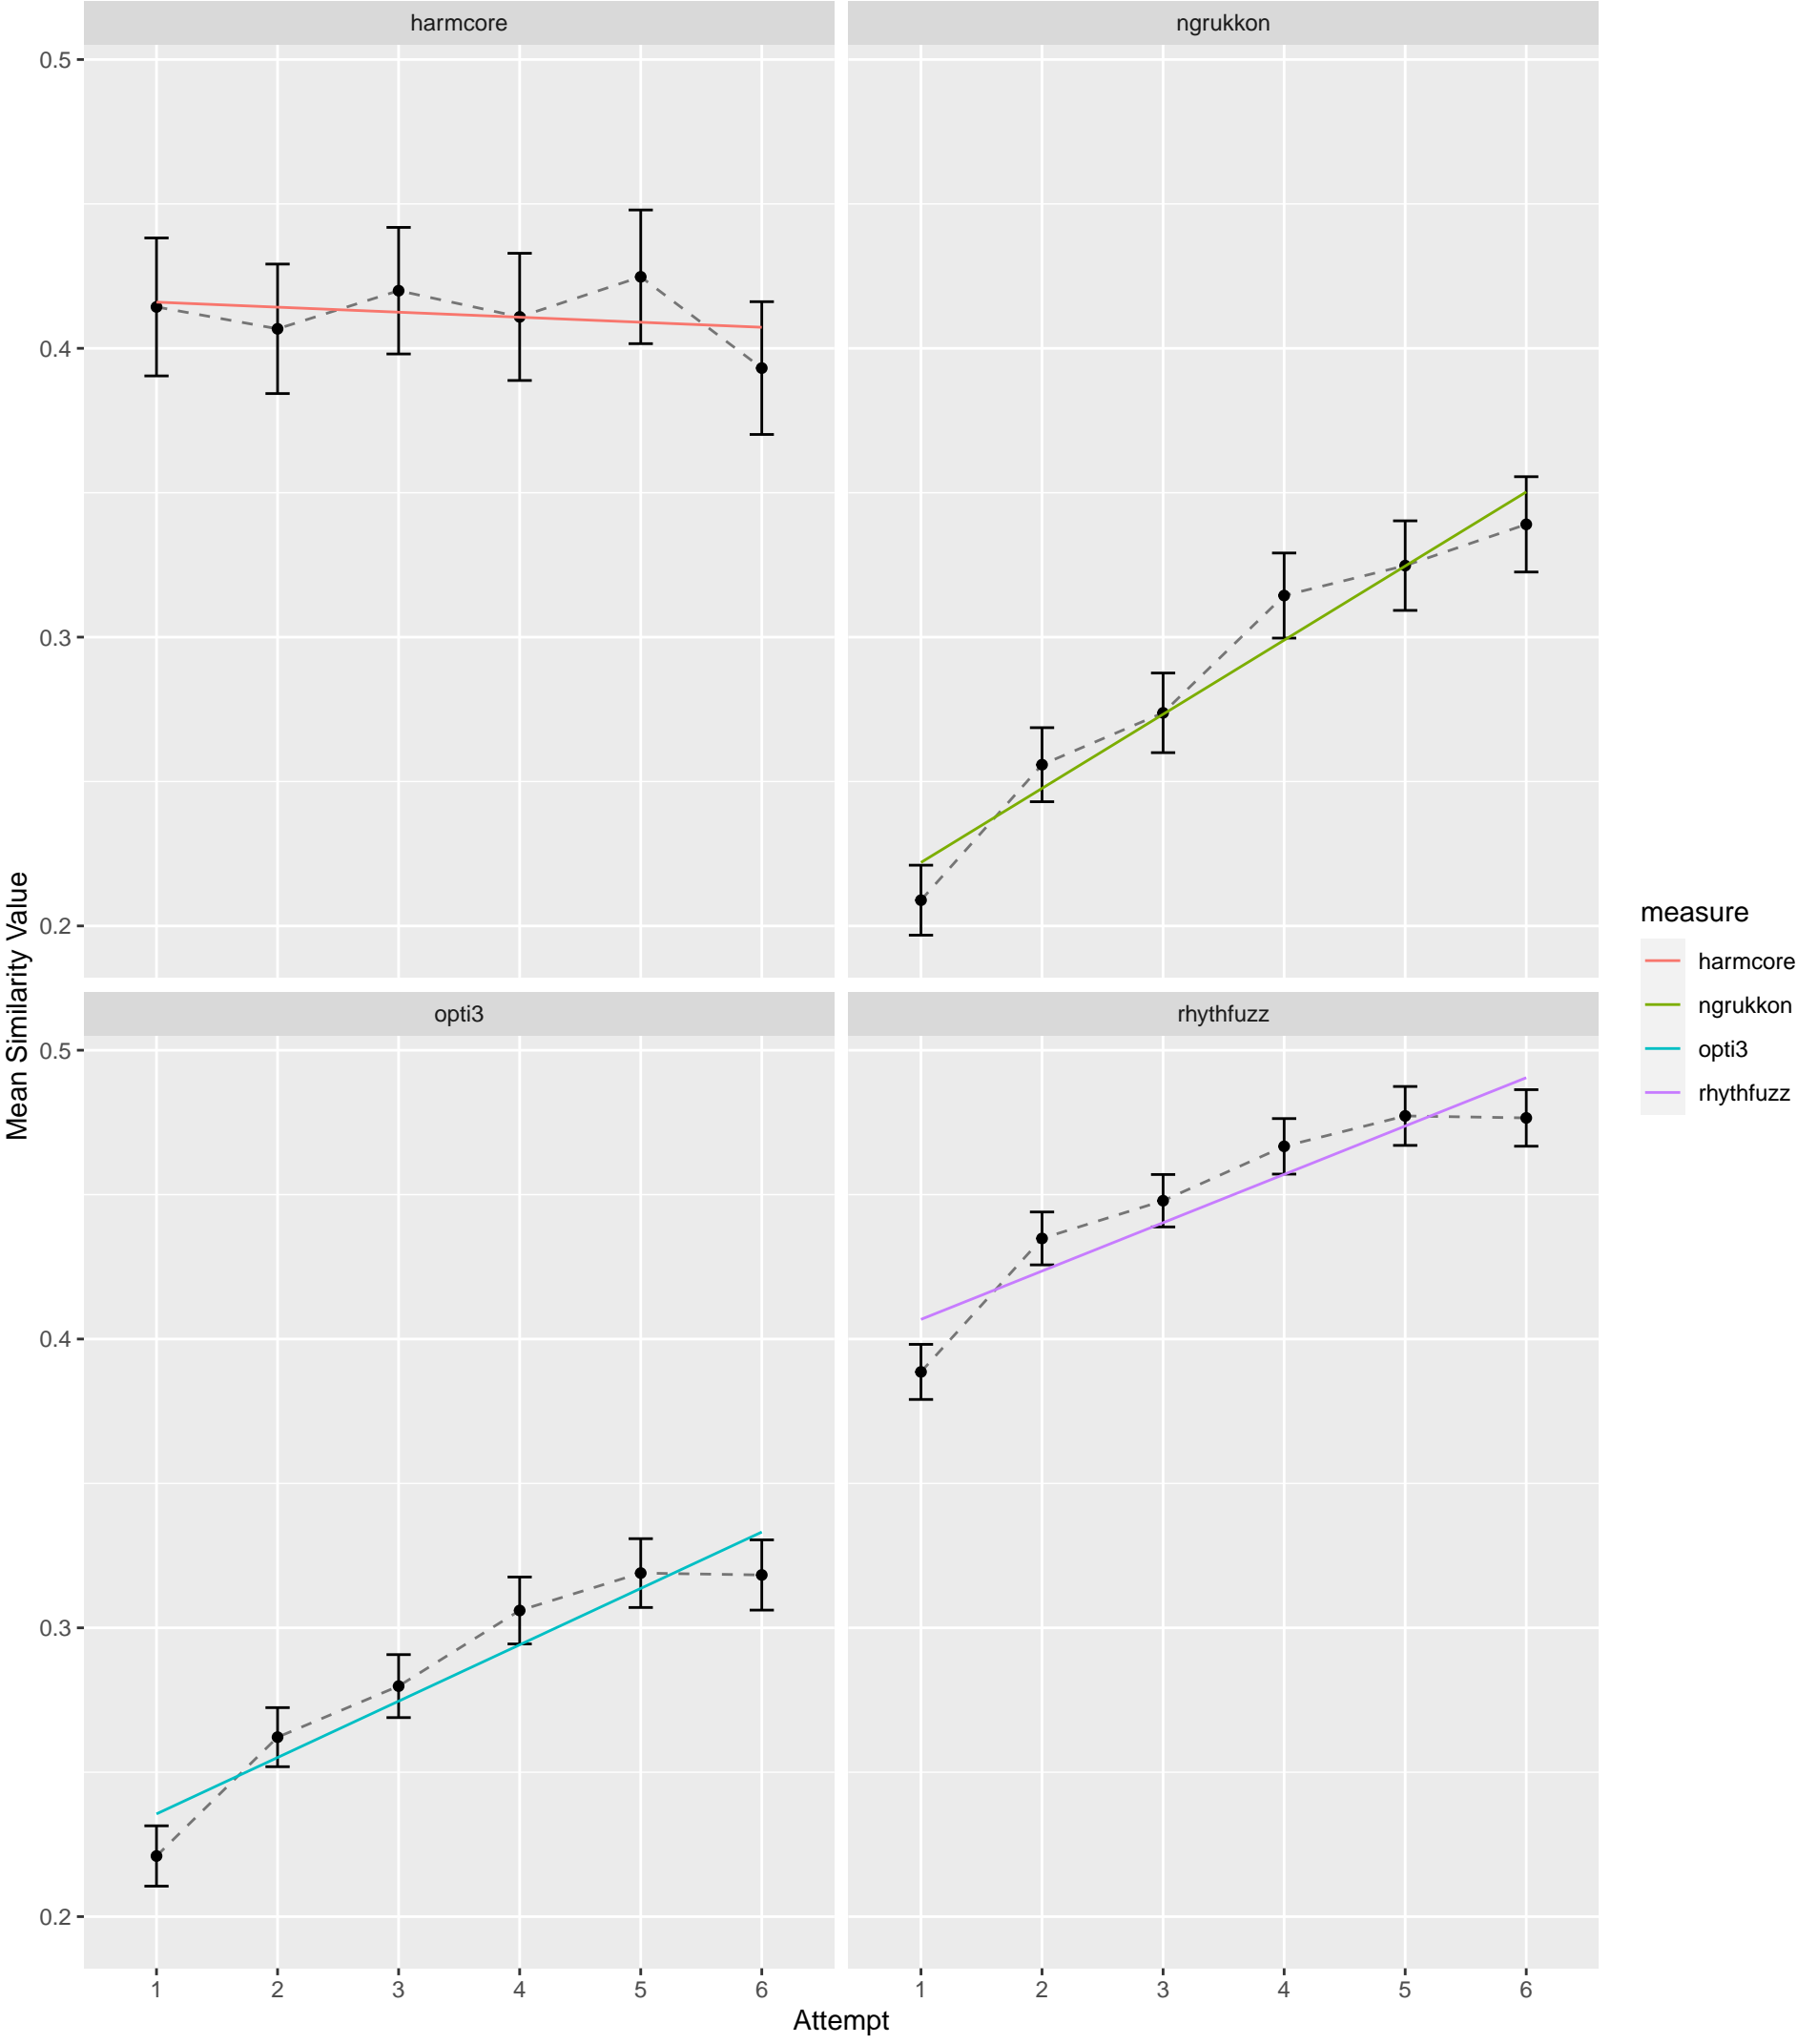 harmcore
ngrukkon
0.5
0.4
0.3
0.2
opti3
rhythfuzz
0.5
0.4
0.3
0.2
1 2 3 4 5 6
1 2 3 4 5 6
Attempt
Mean Similarity Value
measure
harmcore
ngrukkon
opti3
rhythfuzz